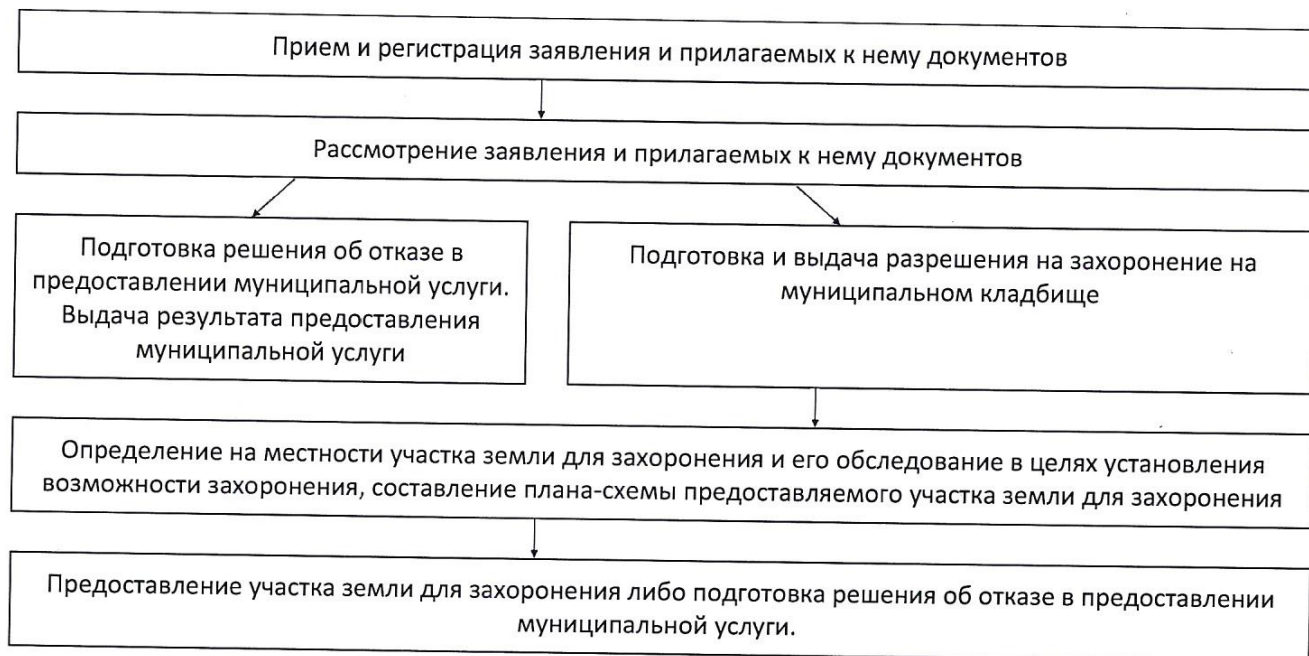 Прием и регистрация заявления и прилагаемых к нему документов
Рассмотрение заявления и прилагаемых к нему документов
Подготовка решения об отказе в
предоставлении муниципальной услуги.
Выдача результата предоставления
муниципальной услуги
Подготовка и выдача разрешения на захоронение на
муниципальном кладбище
Определение на местности участка земли для захоронения и его обследование в целях установления
возможности захоронения, составление плана-схемы предоставляемого участка земли для захоронения
Предоставление участка земли для захоронения либо подготовка решения об отказе в предоставлении
муниципальной услуги.